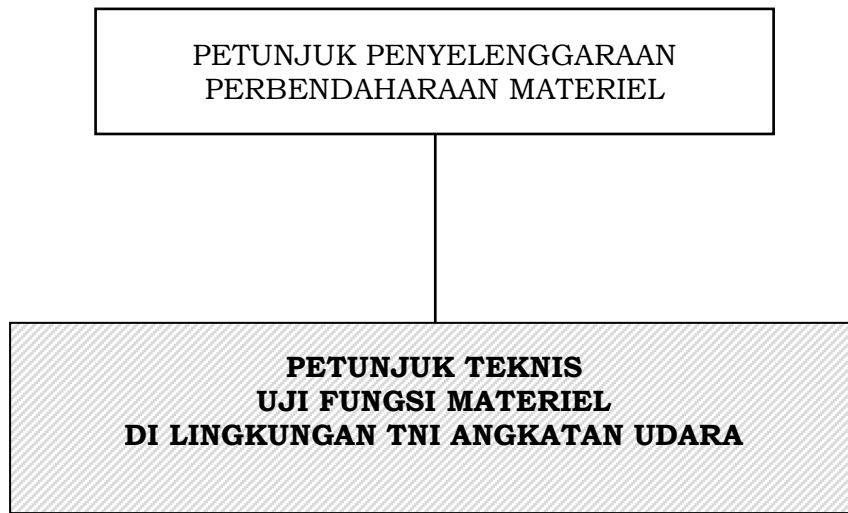 PETUNJUK PENYELENGGARAAN
PERBENDAHARAAN MATERIEL
PETUNJUK TEKNIS
UJI FUNGSI MATERIEL
DI LINGKUNGAN TNI ANGKATAN UDARA